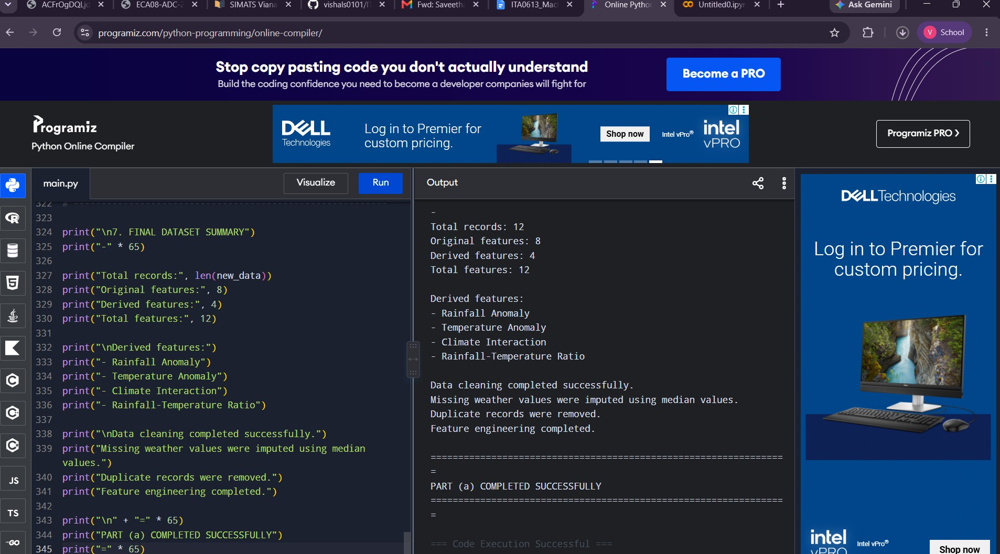 ACFrOgDQLjd
ECA08-ADC-2
SIMATS Viana
vishals0101/IT
Fwd: Saveetha
ITA0613_Mac
Online Python
Untitled0.ipyn
Ask Gemini
programiz.com/python-programming/online-compiler/
V School
Stop copy pasting code you don't actually understand
Build the coding confidence you need to become a developer companies will fight for
Become a PRO
Programiz
Python Online Compiler
DELL
Technologies
Log in to Premier for
custom pricing.
Shop now
Intel vPro®
intel
vPRO
Programiz PRO ❯
main.py
Visualize
Run
322 # ---------------------------------------------------------
323
324 print("\n7. FINAL DATASET SUMMARY")
325 print("-" * 65)
326
327 print("Total records:", len(new_data))
328 print("Original features:", 8)
329 print("Derived features:", 4)
330 print("Total features:", 12)
331
332 print("\nDerived features:")
333 print("- Rainfall Anomaly")
334 print("- Temperature Anomaly")
335 print("- Climate Interaction")
336 print("- Rainfall-Temperature Ratio")
337
338 print("\nData cleaning completed successfully.")
339 print("Missing weather values were imputed using median
values.")
340 print("Duplicate records were removed.")
341 print("Feature engineering completed.")
342
343 print("\n" + "=" * 65)
344 print("PART (a) COMPLETED SUCCESSFULLY")
345 print("=" * 65)
JS
TS
GO
Output
-
Total records: 12
Original features: 8
Derived features: 4
Total features: 12
Derived features:
- Rainfall Anomaly
- Temperature Anomaly
- Climate Interaction
- Rainfall-Temperature Ratio
Data cleaning completed successfully.
Missing weather values were imputed using median values.
Duplicate records were removed.
Feature engineering completed.
================================================================
=
PART (a) COMPLETED SUCCESSFULLY
================================================================
=
=== Code Execution Successful ===
DELL Technologies
Log in to Premier for
custom pricing.
intel
vPRO
Intel vPro®
Shop now